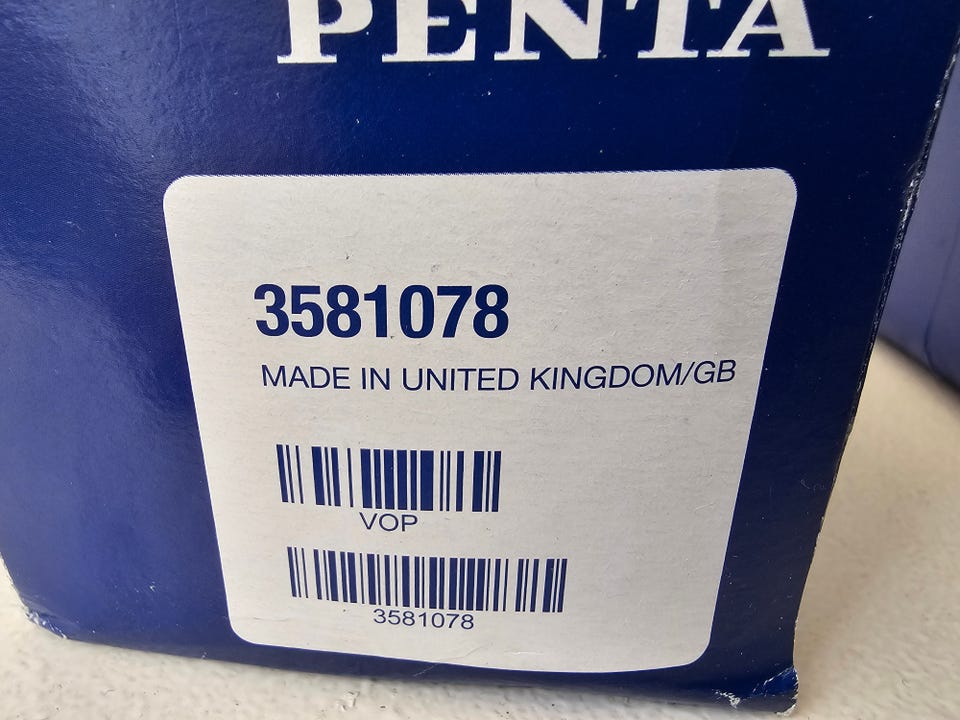 PENTA
3581078
MADE IN UNITED KINGDOM/GB
VOP
3581078